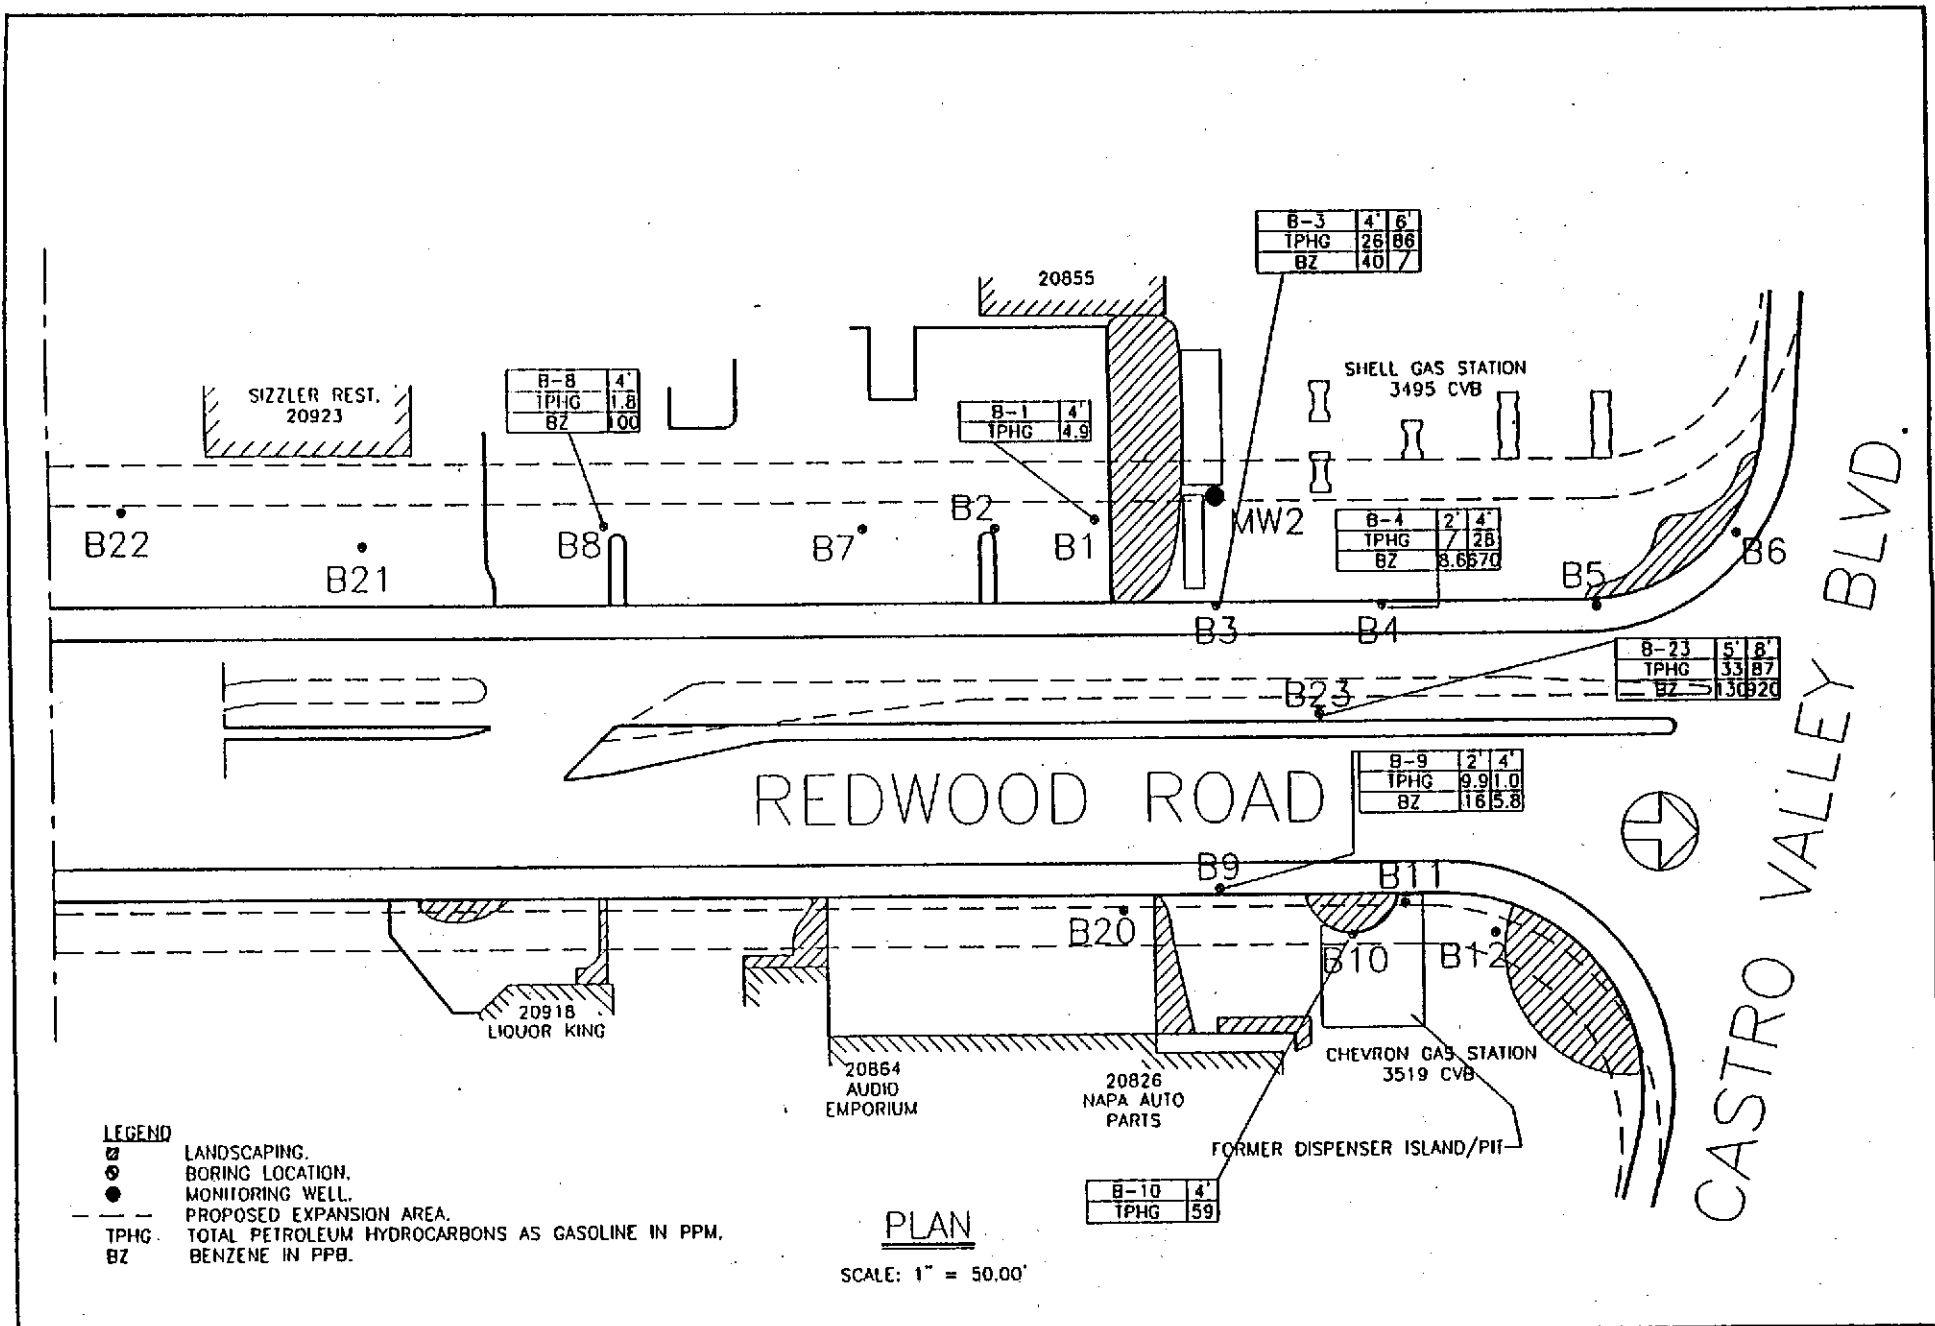 B-3 4' 6'
TPHG 26 86
BZ 40 /
20855
SHELL GAS STATION
3495 CVB
SIZZLER REST.
20923
B-8 4'
TPHG 1.8
BZ 100
B-1 4'
TPHG 4.9
B22
B21
B8
B7
B2
B1
MW2
B-4 2' 4'
TPHG / 28
BZ 8.6 670
B5
B6
B3
B4
B-23 5' 8'
TPHG 33 87
BZ 130 920
B23
REDWOOD ROAD
B-9 2' 4'
TPHG 9.9 1.0
BZ 16 5.8
CASTRO VALLEY BLVD.
B9
B11
B20
B10
B12
20918
LIQUOR KING
20864
AUDIO
EMPORIUM
20826
NAPA AUTO
PARTS
CHEVRON GAS STATION
3519 CVB
FORMER DISPENSER ISLAND/PIT
B-10 4'
TPHG 59
LEGEND
LANDSCAPING.
BORING LOCATION.
MONITORING WELL.
PROPOSED EXPANSION AREA.
TPHG. TOTAL PETROLEUM HYDROCARBONS AS GASOLINE IN PPM.
BZ BENZENE IN PPB.
PLAN
SCALE: 1" = 50.00'